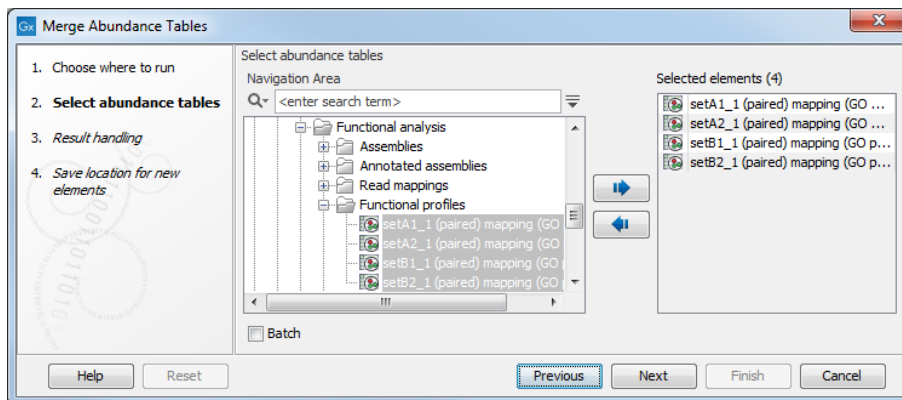 Gx Merge Abundance Tables
1. Choose where to run
2. Select abundance tables
3. Result handling
4. Save location for new
elements
Select abundance tables
Navigation Area
<enter search term>
Functional analysis
Assemblies
Annotated assemblies
Read mappings
Functional profiles
setA1_1 (paired) mapping (GO
setA2_1 (paired) mapping (GO
setB1_1 (paired) mapping (GO p
setB2_1 (paired) mapping (GO p
Batch
Selected elements (4)
setA1_1 (paired) mapping (GO ...
setA2_1 (paired) mapping (GO ...
setB1_1 (paired) mapping (GO p...
setB2_1 (paired) mapping (GO p...
Help
Reset
Previous
Next
Finish
Cancel